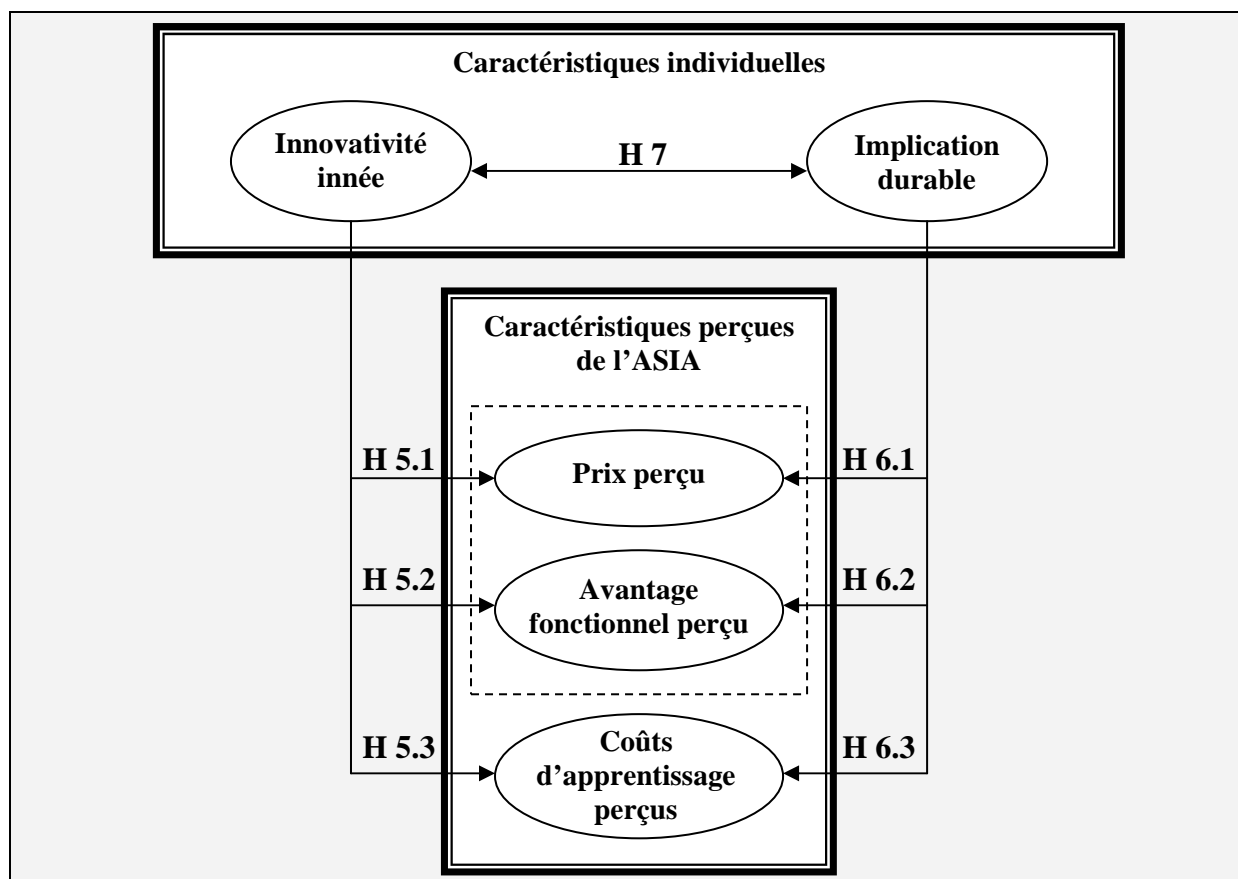 Caractéristiques individuelles
Innovativité
innée
H 7
Implication
durable
Caractéristiques perçues
de l’ASIA
H 5.1
Prix perçu
H 6.1
H 5.2
Avantage
fonctionnel perçu
H 6.2
H 5.3
Coûts
d’apprentissage
perçus
H 6.3